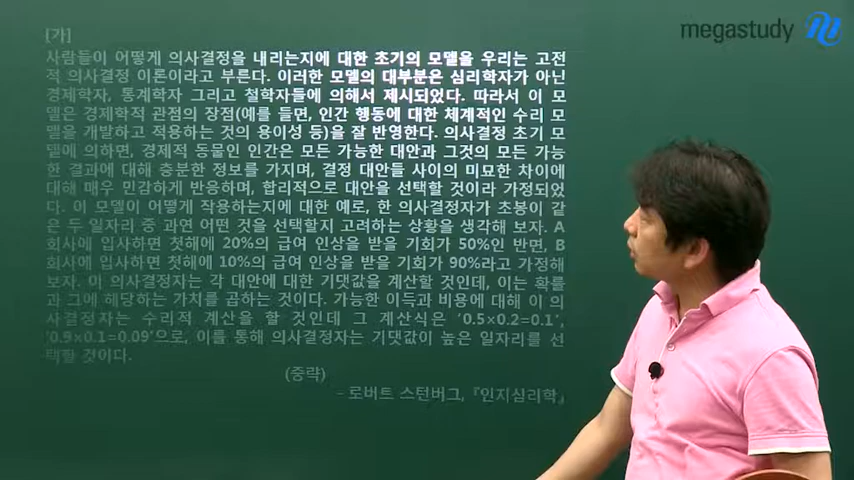 megastudy
[가]
사람들이 어떻게 의사결정을 내리는지에 대한 초기의 모델을 우리는 고전
적 의사결정 이론이라고 부른다. 이러한 모델의 대부분은 심리학자가 아닌
경제학자, 통계학자 그리고 철학자들에 의해서 제시되었다. 따라서 이 모
델은 경제학적 관점의 장점(예를 들면, 인간 행동에 대한 체계적인 수리 모
델을 개발하고 적용하는 것의 용이성 등)을 잘 반영한다. 의사결정 초기 모
델에 의하면, 경제적 동물인 인간은 모든 가능한 대안과 그것의 모든 가능
한 결과에 대해 충분한 정보를 가지며, 결정 대안들 사이의 미묘한 차이에
대해 매우 민감하게 반응하며, 합리적으로 대안을 선택할 것이라 가정되었
다. 이 모델이 어떻게 작용하는지에 대한 예로, 한 의사결정자가 초봉이 같
은 두 일자리 중 과연 어떤 것을 선택할지 고려하는 상황을 생각해 보자. A
회사에 입사하면 첫해에 20%의 급여 인상을 받을 기회가 50%인 반면, B
회사에 입사하면 첫해에 10%의 급여 인상을 받을 기회가 90%라고 가정해
보자. 이 의사결정자는 각 대안에 대한 기댓값을 계산할 것인데, 이는 확률
과 그에 해당하는 가치를 곱하는 것이다. 가능한 이득과 비용에 대해 이 의
사결정자는 수리적 계산을 할 것인데 그 계산식은 '0.5×0.2=0.1',
'0.9×0.1=0.09'으로, 이를 통해 의사결정자는 기댓값이 높은 일자리를 선
택할 것이다.
(중략)
- 로버트 스턴버그, 『인지심리학』